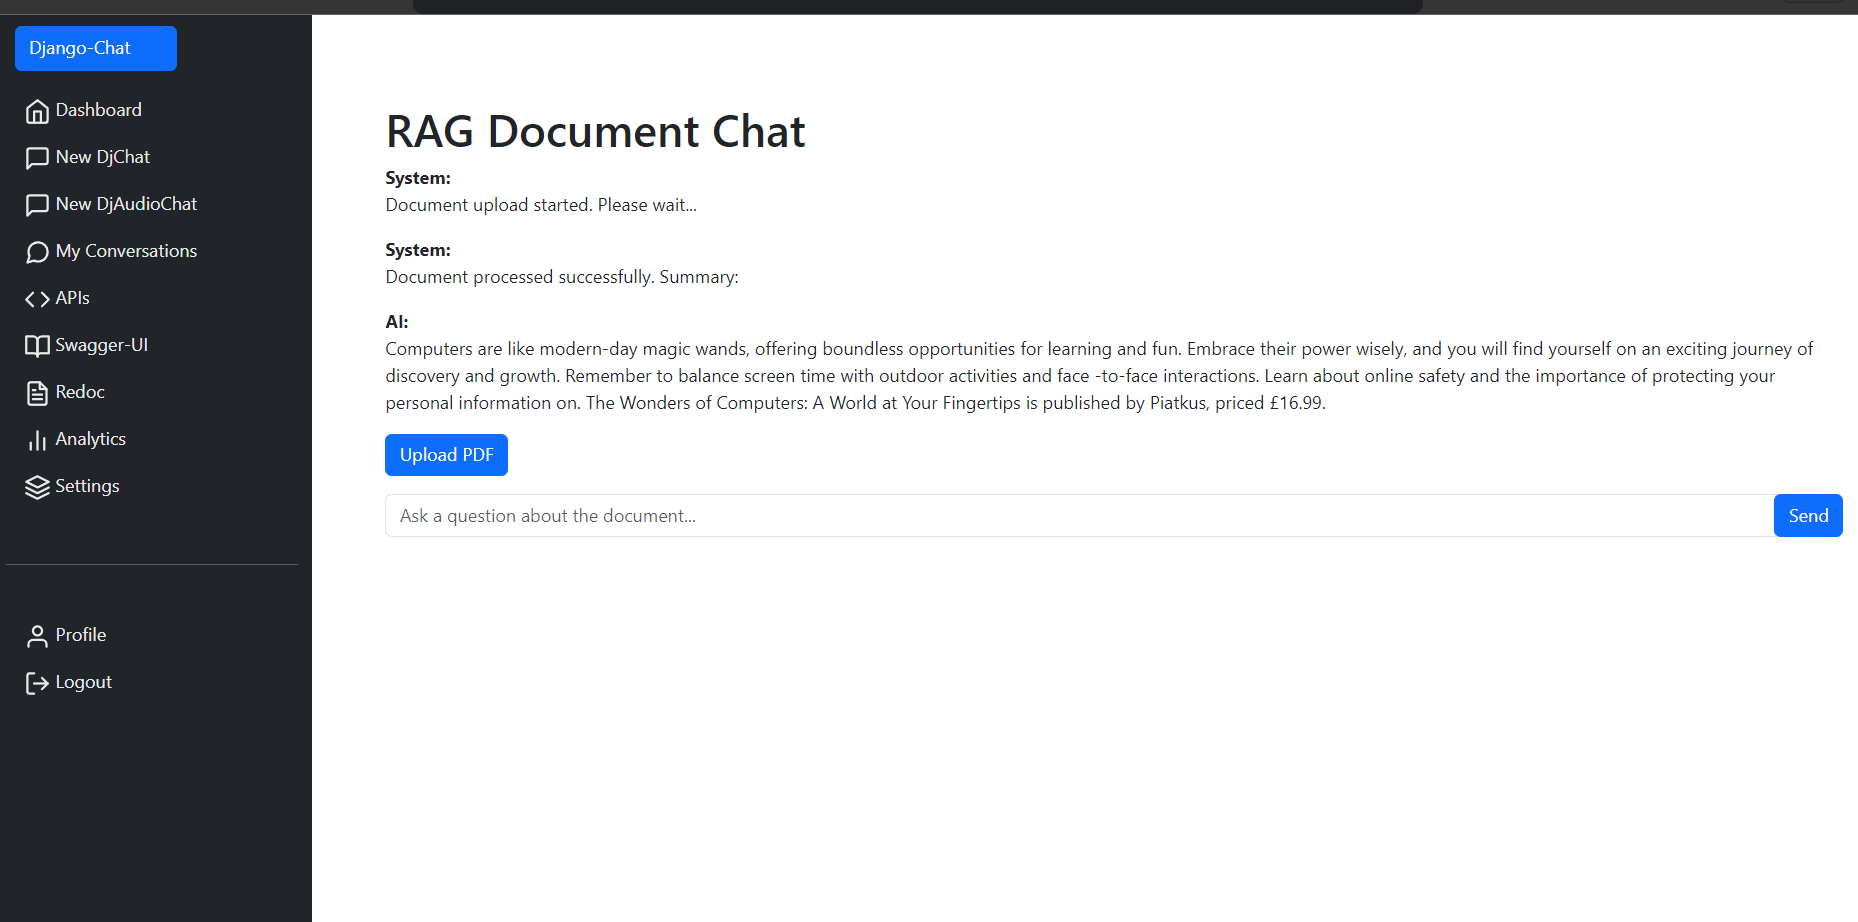 Django-Chat
Dashboard
New DjChat
New DjAudioChat
My Conversations
APIs
Swagger-UI
Redoc
Analytics
Settings
Profile
Logout
RAG Document Chat
System:
Document upload started. Please wait...
System:
Document processed successfully. Summary:
AI:
Computers are like modern-day magic wands, offering boundless opportunities for learning and fun. Embrace their power wisely, and you will find yourself on an exciting journey of
discovery and growth. Remember to balance screen time with outdoor activities and face -to-face interactions. Learn about online safety and the importance of protecting your
personal information on. The Wonders of Computers: A World at Your Fingertips is published by Piatkus, priced £16.99.
Upload PDF
Ask a question about the document...
Send